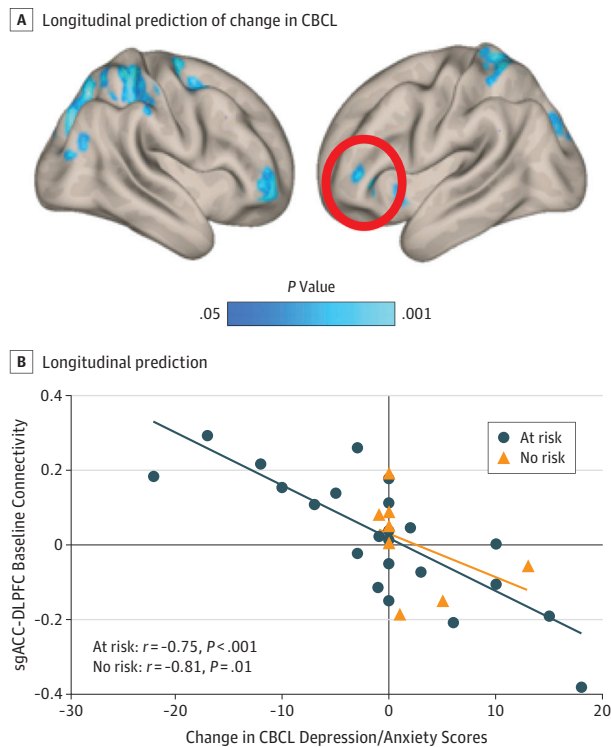 A Longitudinal prediction of change in CBCL
P Value
.05 .001
B Longitudinal prediction
0.4
0.2
0
-0.2
-0.4
sgACC-DLPFC Baseline Connectivity
At risk
No risk
At risk: r=-0.75, P<.001
No risk: r=-0.81, P=.01
-30 -20 -10 0 10 20
Change in CBCL Depression/Anxiety Scores